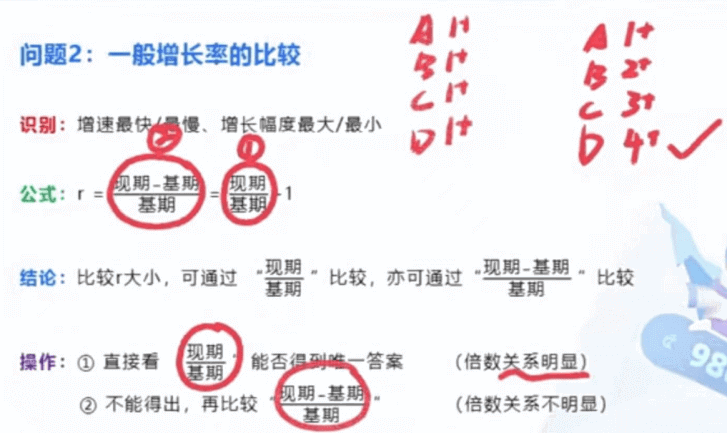 问题2：一般增长率的比较
A 1+
B 1+
C 1+
D 1+
A 1+
B 2+
C 3+
D 4+ ✓
识别：增速最快/最慢、增长幅度最大/最小
② ①
公式：r = 现期-基期/基期 = 现期/基期 -1
结论：比较r大小，可通过 “现期/基期” 比较，亦可通过 “现期-基期/基期” 比较
操作：① 直接看 “现期/基期” 能否得到唯一答案 （倍数关系明显）
② 不能得出，再比较 “现期-基期/基期” （倍数关系不明显）
98